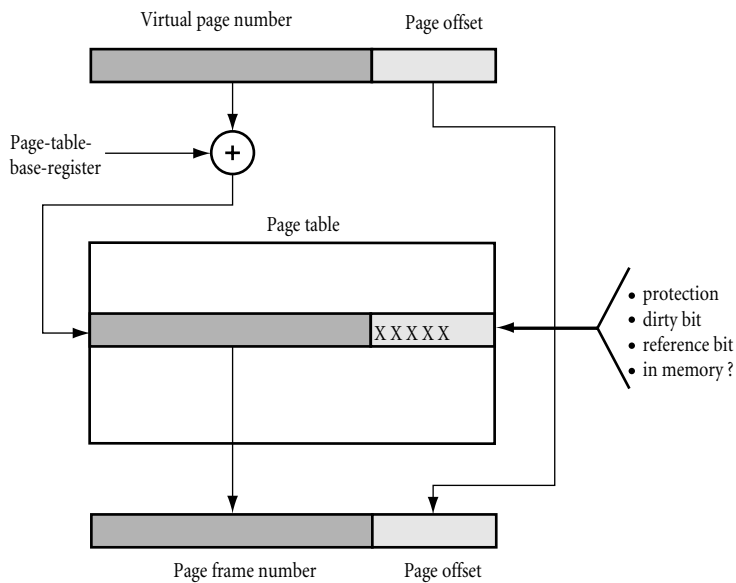 Virtual page number
Page offset
Page-table-
base-register
+
Page table
X X X X X
• protection
• dirty bit
• reference bit
• in memory ?
Page frame number
Page offset